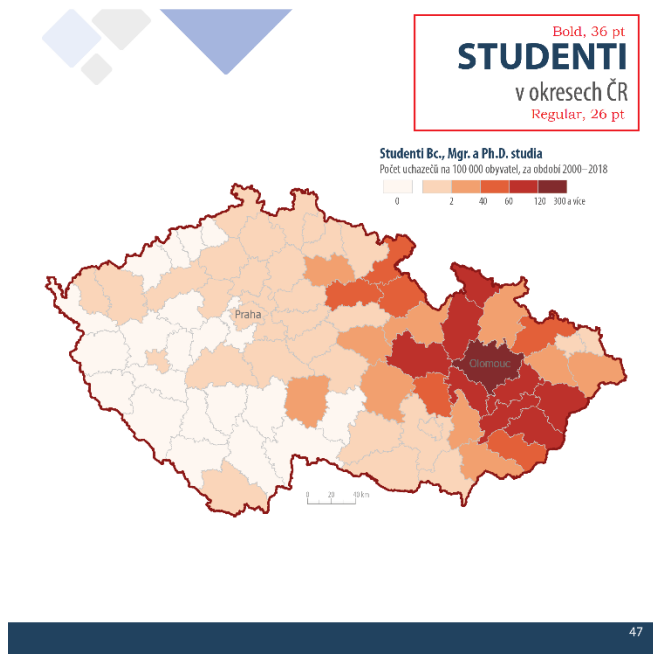 Bold, 36 pt
STUDENTI
v okresech ČR
Regular, 26 pt
Studenti Bc., Mgr. a Ph.D. studia
Počet uchazečů na 100 000 obyvatel, za období 2000–2018
0 2 40 60 120 300 a více
Praha
Olomouc
0 20 40 km
47